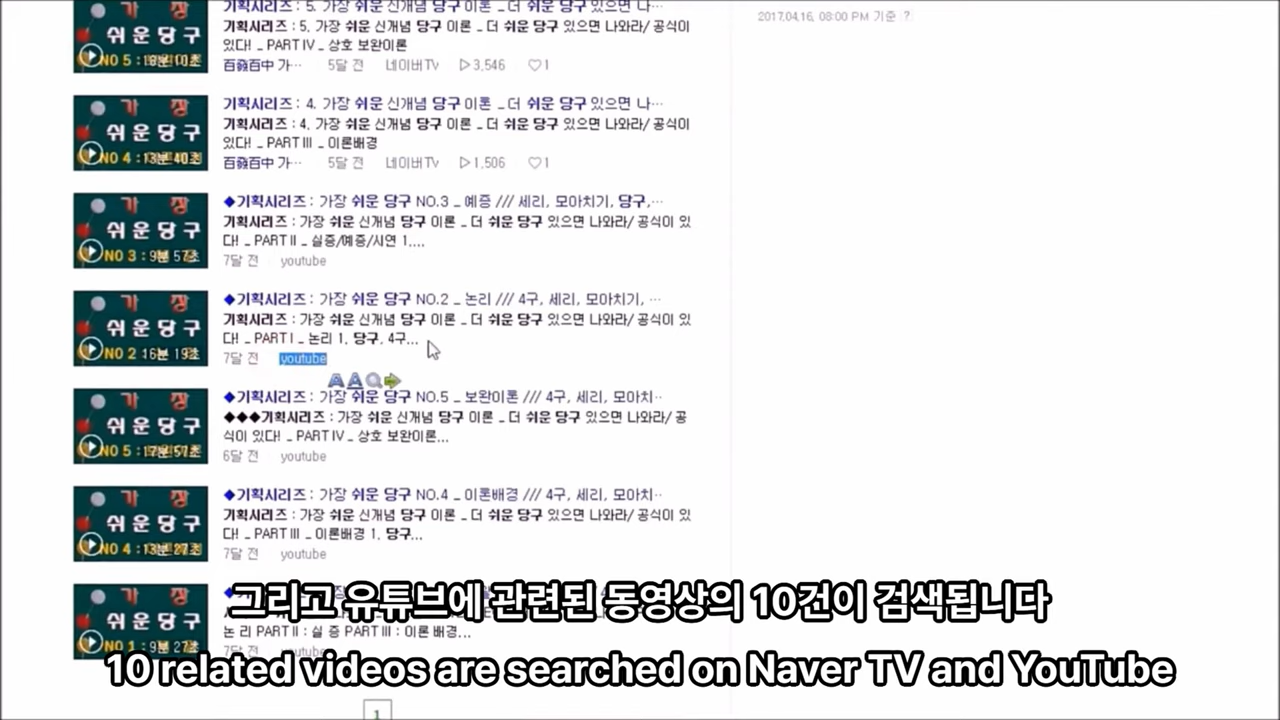 기획시리즈 : 5. 가장 쉬운 신개념 당구 이론 _ 더 쉬운 당구 있으면 나…
2017.04.16. 08:00 PM 기준 ?
기획시리즈 : 5. 가장 쉬운 신개념 당구 이론 _ 더 쉬운 당구 있으면 나와라/ 공식이
있다! _ PART IV _ 상호 보완이론
쉬운당구
NO 5 :
百發百中 가… 5달 전 네이버TV ▷3,546 ♡1
기획시리즈 : 4. 가장 쉬운 신개념 당구 이론 _ 더 쉬운 당구 있으면 나…
기획시리즈 : 4. 가장 쉬운 신개념 당구 이론 _ 더 쉬운 당구 있으면 나와라/ 공식이
있다! _ PART III _ 이론배경
百發百中 가… 5달 전 네이버TV ▷1,506 ♡1
가 장
쉬운당구
NO 4 : 13분 40초
◆기획시리즈 : 가장 쉬운 당구 NO.3 _ 예증 /// 세리, 모아치기, 당구,…
기획시리즈 : 가장 쉬운 신개념 당구 이론 _ 더 쉬운 당구 있으면 나와라/ 공식이 있
다! _ PART II _ 실증/예증/시연 1....
7달 전 youtube
가 장
쉬운당구
NO 3 : 9분 57초
◆기획시리즈 : 가장 쉬운 당구 NO.2 _ 논리 /// 4구, 세리, 모아치기, …
기획시리즈 : 가장 쉬운 신개념 당구 이론 _ 더 쉬운 당구 있으면 나와라/ 공식이 있
다! _ PART I _ 논리 1, 당구, 4구...
7달 전 youtube
가 장
쉬운당구
NO 2 : 16분 19초
◆기획시리즈 : 가장 쉬운 당구 NO.5 _ 보완이론 /// 4구, 세리, 모아치…
◆◆◆기획시리즈 : 가장 쉬운 신개념 당구 이론 _ 더 쉬운 당구 있으면 나와라/ 공
식이 있다! _ PART IV _ 상호 보완이론...
6달 전 youtube
가 장
쉬운당구
NO 5 : 17분 57초
◆기획시리즈 : 가장 쉬운 당구 NO.4 _ 이론배경 /// 4구, 세리, 모아치…
기획시리즈 : 가장 쉬운 신개념 당구 이론 _ 더 쉬운 당구 있으면 나와라/ 공식이 있
다! _ PART III _ 이론배경 1, 당구...
7달 전 youtube
가 장
쉬운당구
NO 4 : 13분 27초
가 장
쉬운당구
NO 1 : 9분 27초
논 리 PART II : 실 증 PART III : 이론 배경...
7달 전 youtube
그리고 유튜브에 관련된 동영상의 10건이 검색됩니다
10 related videos are searched on Naver TV and YouTube
1